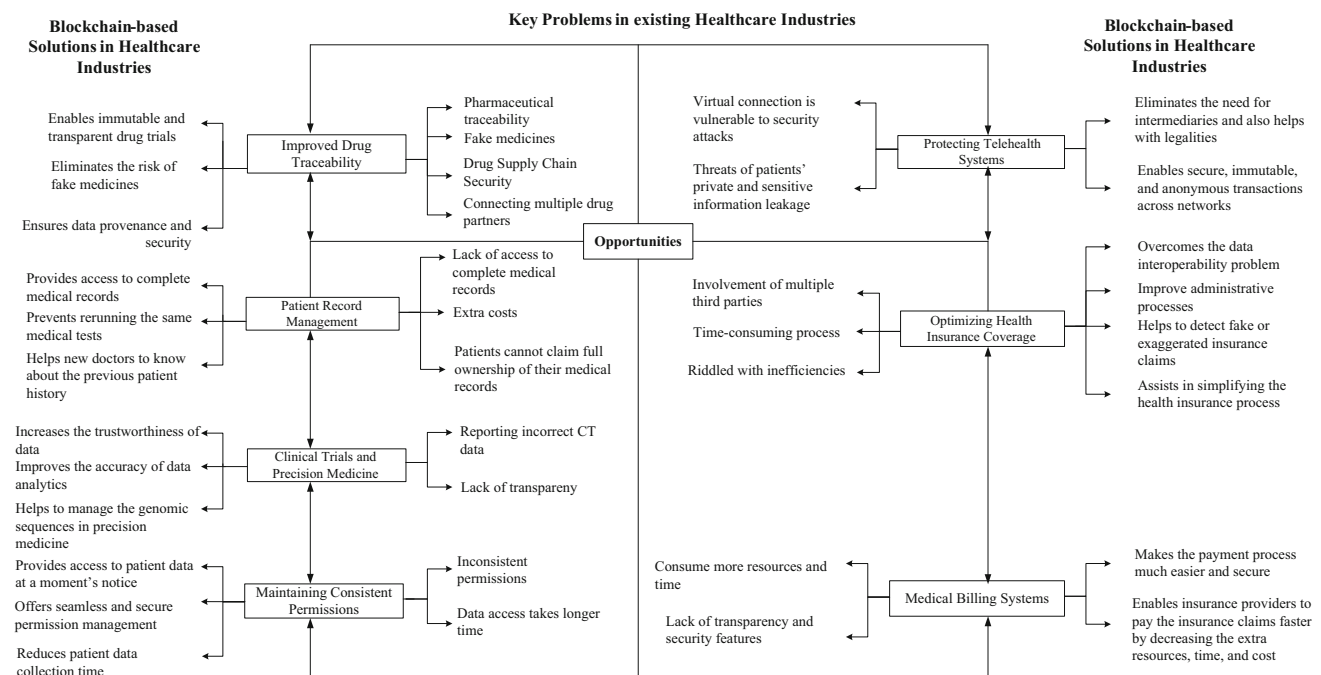 Key Problems in existing Healthcare Industries
Blockchain-based
Solutions in Healthcare
Industries
Enables immutable and
transparent drug trials
Eliminates the risk of
fake medicines
Ensures data provenance and
security
Improved Drug
Traceability
Pharmaceutical
traceability
Fake medicines
Drug Supply Chain
Security
Connecting multiple drug
partners
Provides access to complete
medical records
Prevents rerunning the same
medical tests
Helps new doctors to know
about the previous patient
history
Patient Record
Management
Lack of access to
complete medical
records
Extra costs
Patients cannot claim full
ownership of their medical
records
Increases the trustworthiness of
data
Improves the accuracy of data
analytics
Helps to manage the genomic
sequences in precision
medicine
Clinical Trials and
Precision Medicine
Reporting incorrect CT
data
Lack of transpareny
Provides access to patient data
at a moment's notice
Offers seamless and secure
permission management
Reduces patient data
collection time
Maintaining Consistent
Permissions
Inconsistent
permissions
Data access takes longer
time
Opportunities
Blockchain-based
Solutions in Healthcare
Industries
Virtual connection is
vulnerable to security
attacks
Threats of patients'
private and sensitive
information leakage
Protecting Telehealth
Systems
Eliminates the need for
intermediaries and also helps
with legalities
Enables secure, immutable,
and anonymous transactions
across networks
Involvement of multiple
third parties
Time-consuming process
Riddled with inefficiencies
Optimizing Health
Insurance Coverage
Overcomes the data
interoperability problem
Improve administrative
processes
Helps to detect fake or
exaggerated insurance
claims
Assists in simplifying the
health insurance process
Consume more resources and
time
Lack of transparency and
security features
Medical Billing Systems
Makes the payment process
much easier and secure
Enables insurance providers to
pay the insurance claims faster
by decreasing the extra
resources, time, and cost